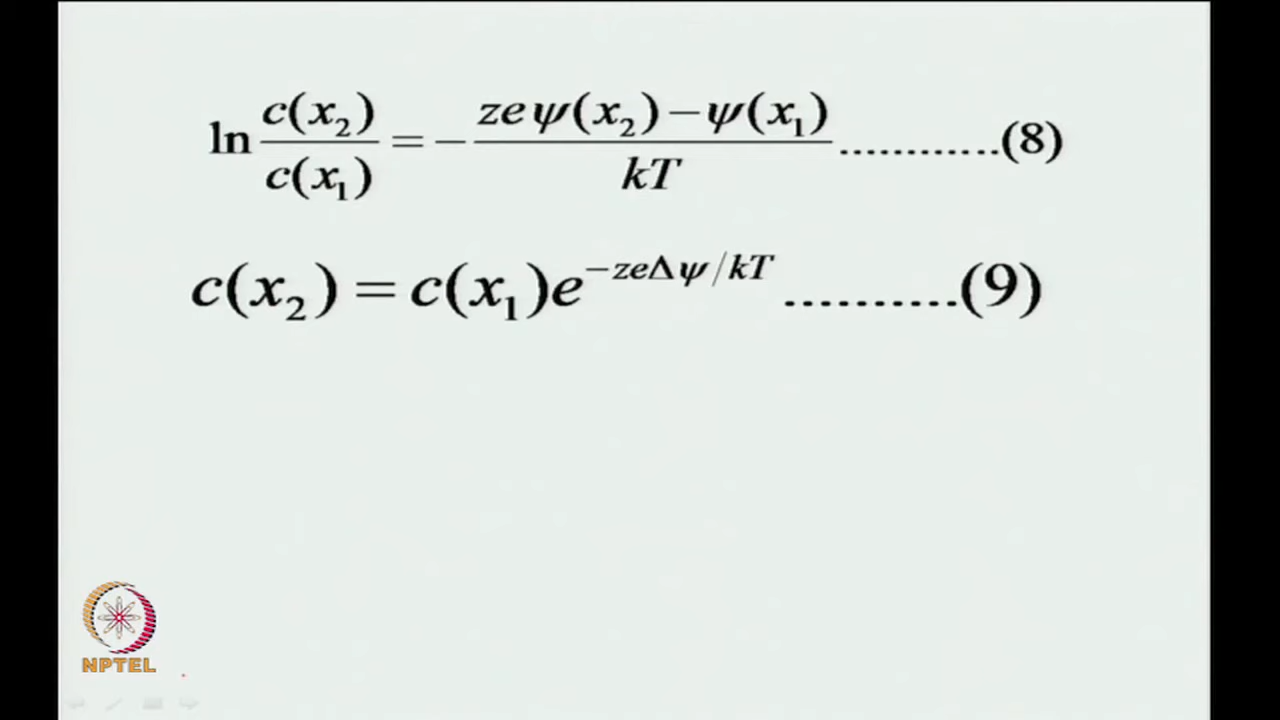 ln c(x₂)/c(x₁) = − zeψ(x₂)−ψ(x₁)/kT ............(8)
c(x₂) = c(x₁)e^−zeΔψ/kT ..........(9)
NPTEL